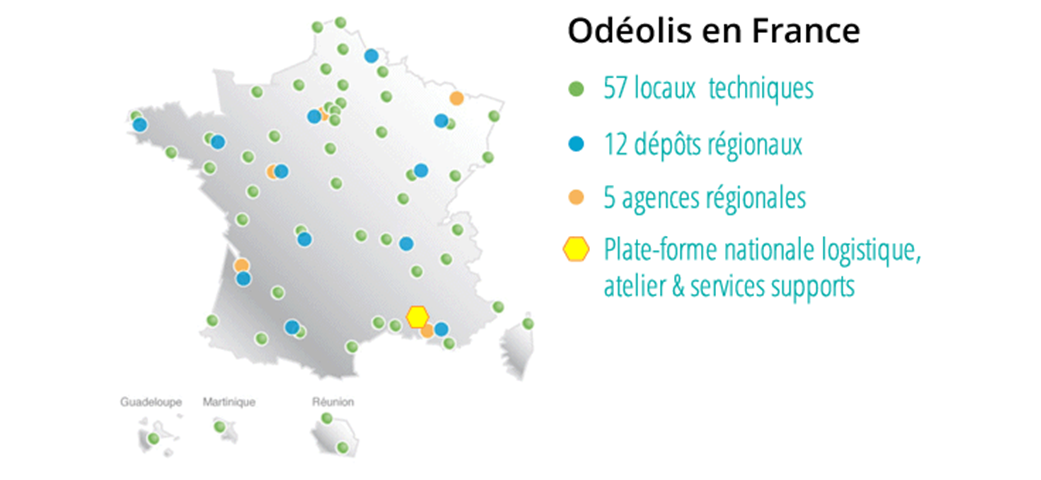 Odéolis en France
57 locaux techniques
12 dépôts régionaux
5 agences régionales
Plate-forme nationale logistique,
atelier & services supports
Guadeloupe Martinique Réunion